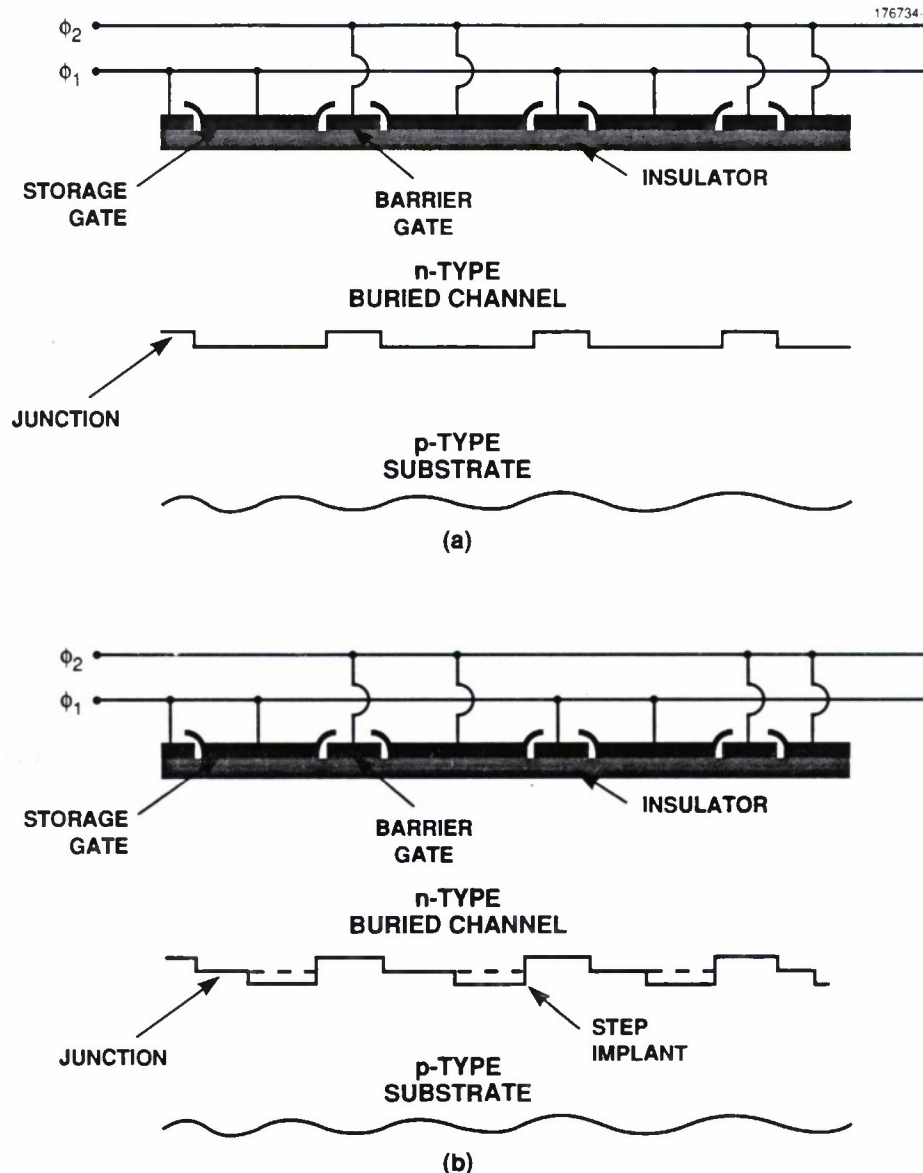 176734-
ϕ2
ϕ1
STORAGE
GATE
BARRIER
GATE
INSULATOR
n-TYPE
BURIED CHANNEL
JUNCTION
p-TYPE
SUBSTRATE
(a)
ϕ2
ϕ1
STORAGE
GATE
BARRIER
GATE
INSULATOR
n-TYPE
BURIED CHANNEL
JUNCTION
STEP
IMPLANT
p-TYPE
SUBSTRATE
(b)